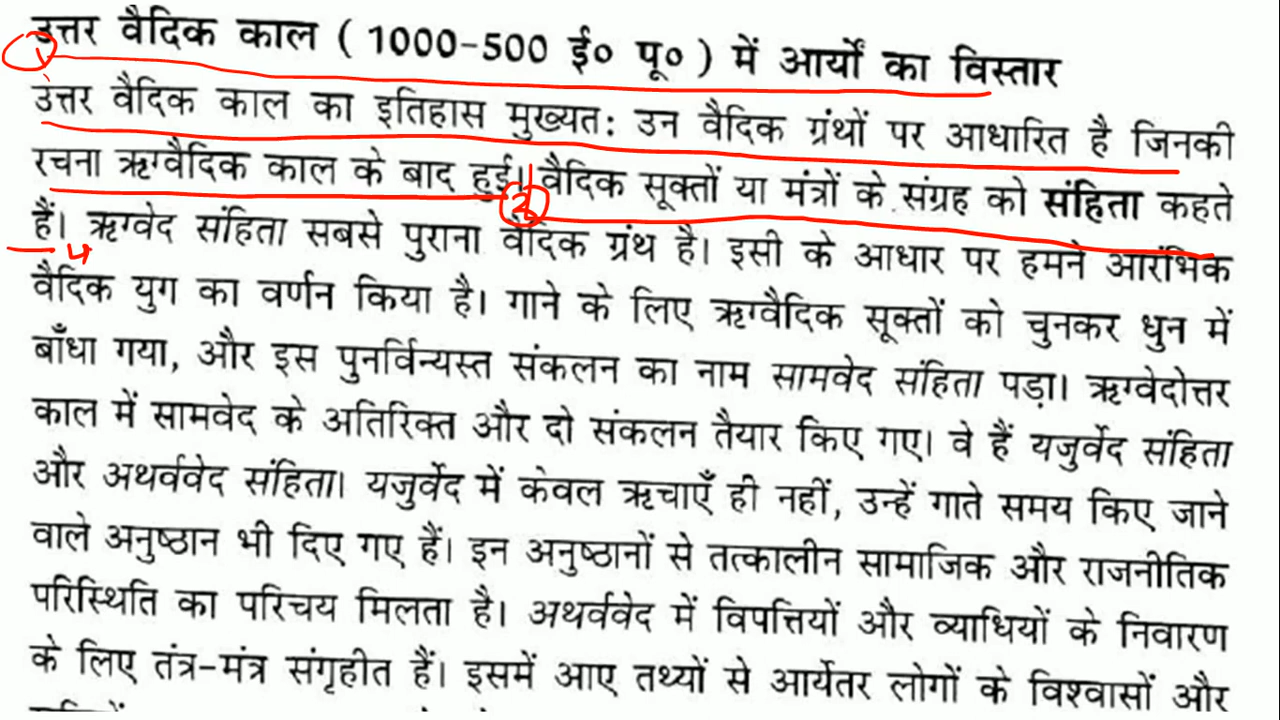 उत्तर वैदिक काल ( 1000-500 ई० पू० ) में आर्यों का विस्तार
उत्तर वैदिक काल का इतिहास मुख्यत: उन वैदिक ग्रंथों पर आधारित है जिनकी
रचना ऋग्वैदिक काल के बाद हुई। वैदिक सूक्तों या मंत्रों के संग्रह को संहिता कहते
हैं। ऋग्वेद संहिता सबसे पुराना वैदिक ग्रंथ है। इसी के आधार पर हमने आरंभिक
वैदिक युग का वर्णन किया है। गाने के लिए ऋग्वैदिक सूक्तों को चुनकर धुन में
बाँधा गया, और इस पुनर्विन्यस्त संकलन का नाम सामवेद संहिता पड़ा। ऋग्वेदोत्तर
काल में सामवेद के अतिरिक्त और दो संकलन तैयार किए गए। वे हैं यजुर्वेद संहिता
और अथर्ववेद संहिता। यजुर्वेद में केवल ऋचाएँ ही नहीं, उन्हें गाते समय किए जाने
वाले अनुष्ठान भी दिए गए हैं। इन अनुष्ठानों से तत्कालीन सामाजिक और राजनीतिक
परिस्थिति का परिचय मिलता है। अथर्ववेद में विपत्तियों और व्याधियों के निवारण
के लिए तंत्र-मंत्र संगृहीत हैं। इसमें आए तथ्यों से आर्येतर लोगों के विश्वासों और